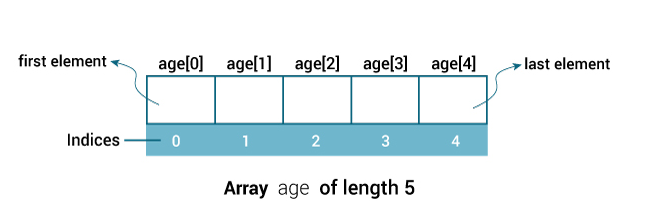 first element
age[0] age[1] age[2] age[3] age[4]
last element
Indices
0 1 2 3 4
Array age of length 5